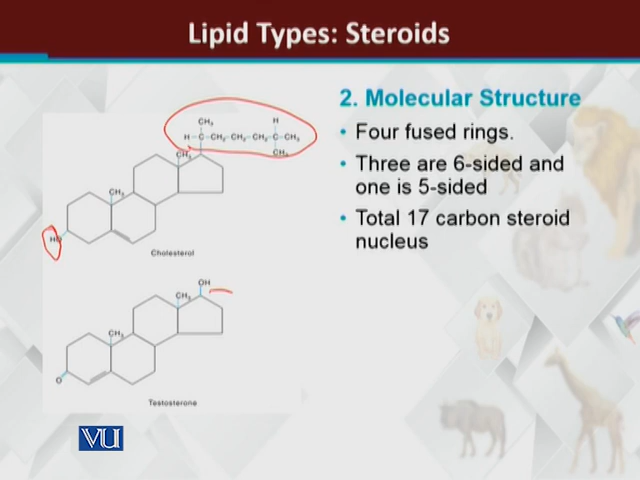 Lipid Types: Steroids
2. Molecular Structure
• Four fused rings.
• Three are 6-sided and
one is 5-sided
• Total 17 carbon steroid
nucleus
CH₃ H
H-C-CH₂-CH₂-CH₂-C-CH₃
CH₃ CH₃
CH₃
HO
Cholesterol
OH
CH₃
CH₃
O
Testosterone
VU